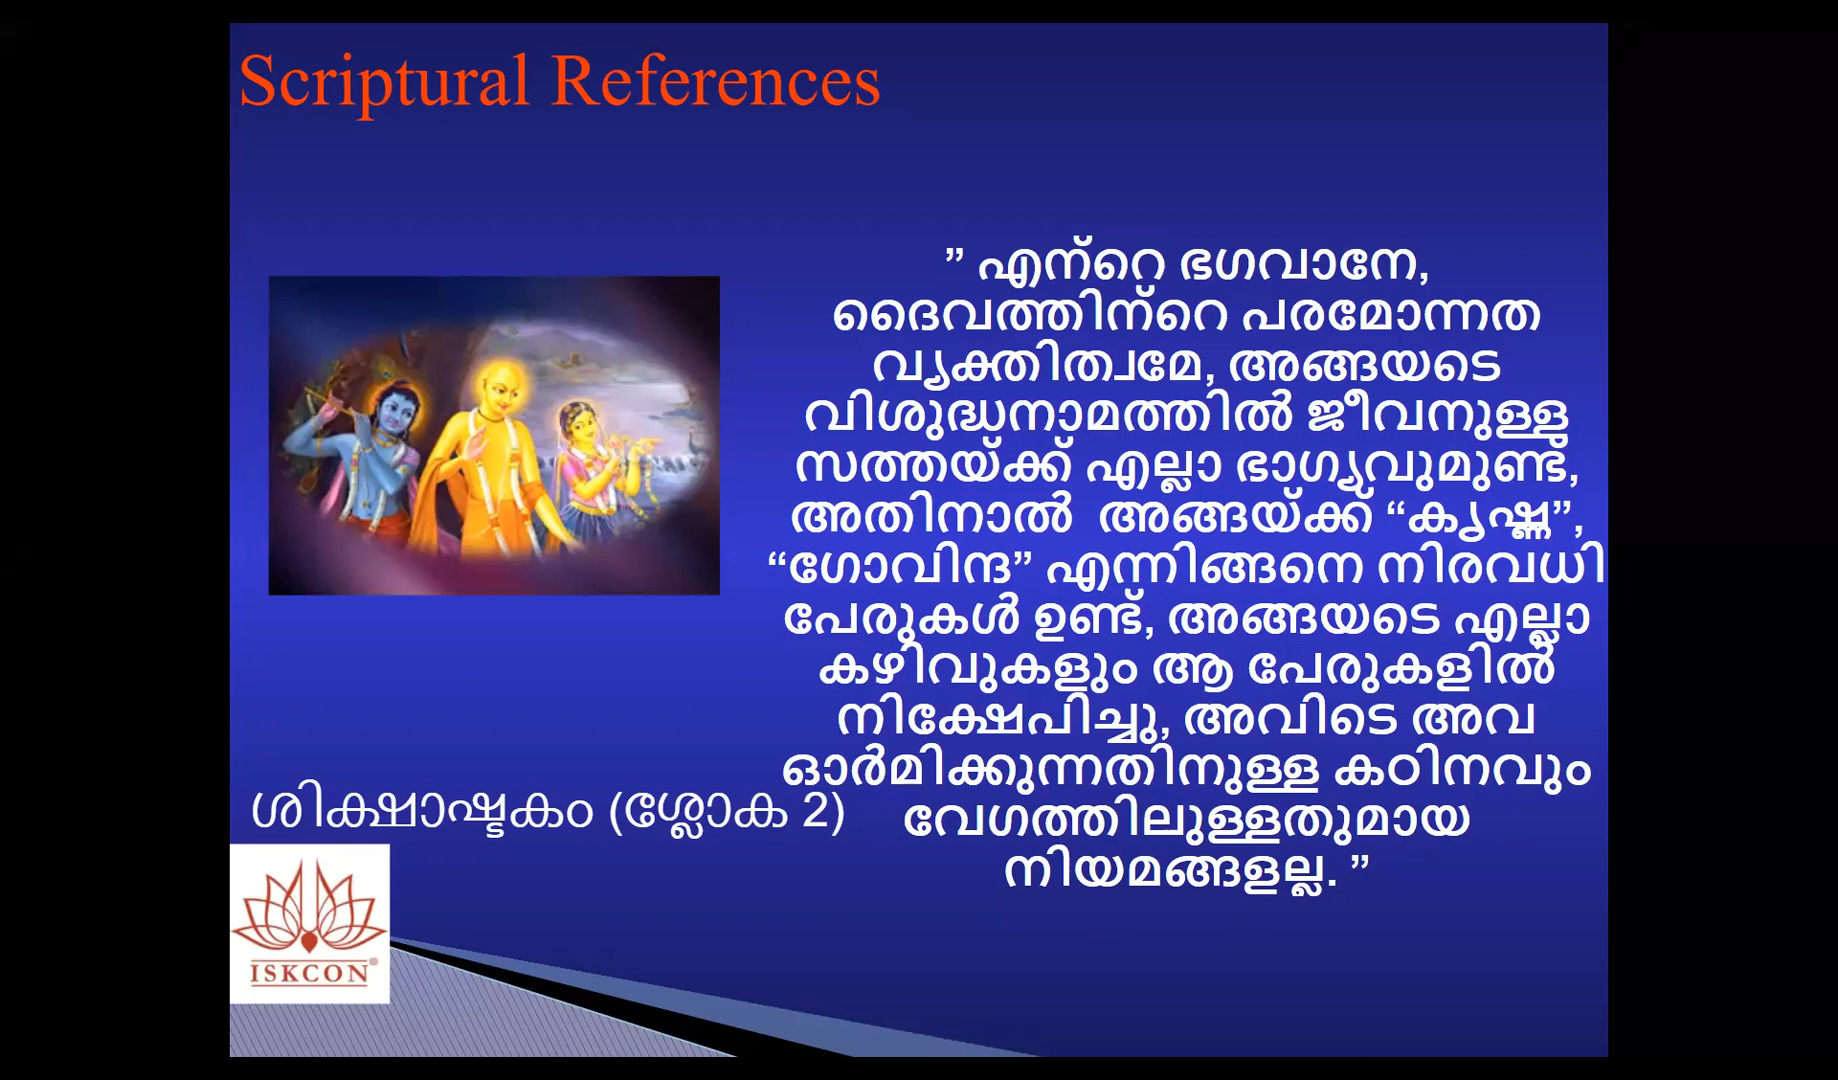 Scriptural References
” എന്റെ ഭഗവാനേ,
ദൈവത്തിന്റെ പരമോന്നത
വ്യക്തിത്വമേ, അങ്ങയടെ
വിശുദ്ധനാമത്തിൽ ജീവനുള്ള
സത്തയ്ക്ക് എല്ലാ ഭാഗ്യവുമുണ്ട്,
അതിനാൽ അങ്ങയ്ക്ക് “കൃഷ്ണ”,
“ഗോവിന്ദ” എന്നിങ്ങനെ നിരവധി
പേരുകൾ ഉണ്ട്, അങ്ങയടെ എല്ലാ
കഴിവുകളും ആ പേരുകളിൽ
നിക്ഷേപിച്ചു, അവിടെ അവ
ഓർമിക്കുന്നതിനുള്ള കഠിനവും
വേഗത്തിലുള്ളതുമായ
നിയമങ്ങളല്ല. ”
ശിക്ഷാഷ്ടകം (ശ്ലോക 2)
ISKCON®